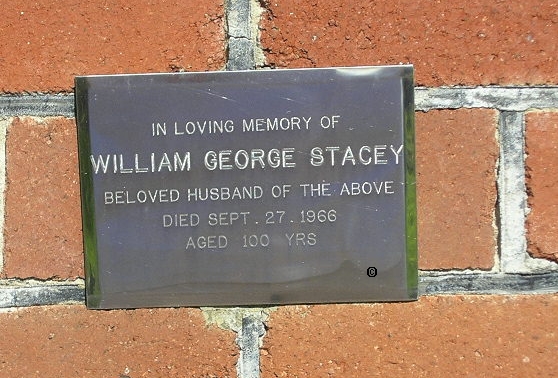 IN LOVING MEMORY OF
WILLIAM GEORGE STACEY
BELOVED HUSBAND OF THE ABOVE
DIED SEPT. 27. 1966
AGED 100 YRS
©